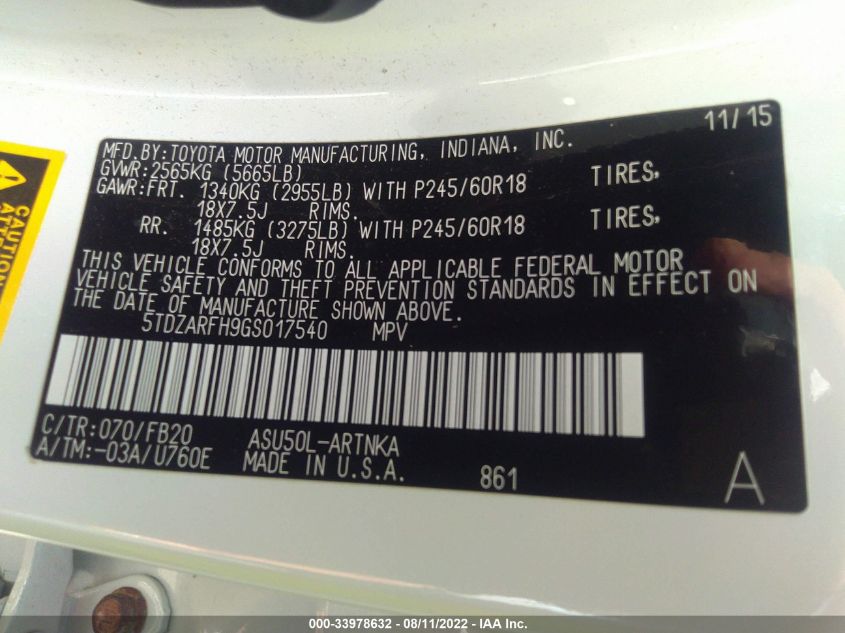 11/15
MFD.BY:TOYOTA MOTOR MANUFACTURING, INDIANA, INC.
GVWR:2565KG (5665LB)
GAWR:FRT. 1340KG (2955LB) WITH P245/60R18 TIRES,
18X7.5J RIMS.
RR. 1485KG (3275LB) WITH P245/60R18 TIRES,
18X7.5J RIMS.
THIS VEHICLE CONFORMS TO ALL APPLICABLE FEDERAL MOTOR
VEHICLE SAFETY AND THEFT PREVENTION STANDARDS IN EFFECT ON
THE DATE OF MANUFACTURE SHOWN ABOVE.
5TDZARFH9GS017540 MPV
C/TR:070/FB20 ASU50L-ARTNKA
A/TM:-03A/U760E MADE IN U.S.A. 861
A
CAUTION
000-33978632 - 08/11/2022 - IAA Inc.